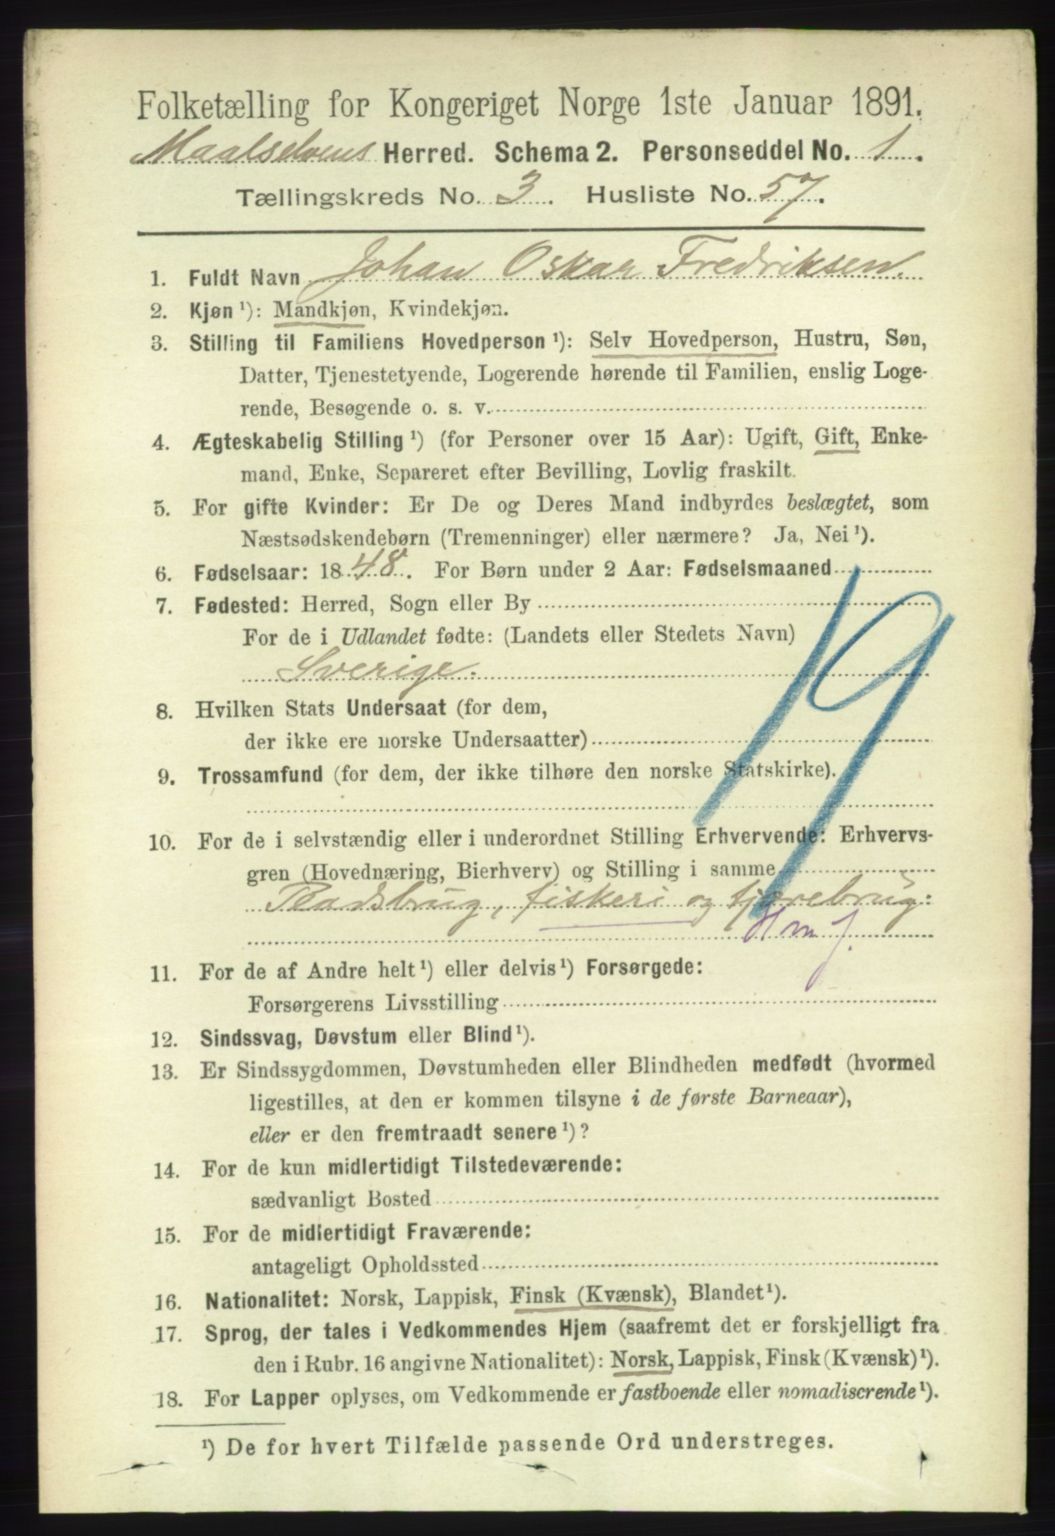 Folketælling for Kongeriget Norge 1ste Januar 1891.
Maalselvens Herred. Schema 2. Personseddel No. 1.
Tællingskreds No. 3. Husliste No. 57.
1. Fuldt Navn Johan Oskar Fredriksen.
2. Kjøn ¹): Mandkjøn, Kvindekjøn.
3. Stilling til Familiens Hovedperson ¹): Selv Hovedperson, Hustru, Søn,
Datter, Tjenestetyende, Logerende hørende til Familien, enslig Loge-
rende, Besøgende o. s. v.
4. Ægteskabelig Stilling ¹) (for Personer over 15 Aar): Ugift, Gift, Enke-
mand, Enke, Separeret efter Bevilling, Lovlig fraskilt.
5. For gifte Kvinder: Er De og Deres Mand indbyrdes beslægtet, som
Næstsødskendebørn (Tremenninger) eller nærmere? Ja, Nei ¹).
6. Fødselsaar: 1848. For Børn under 2 Aar: Fødselsmaaned
7. Fødested: Herred, Sogn eller By
For de i Udlandet fødte: (Landets eller Stedets Navn)
Sverige.
8. Hvilken Stats Undersaat (for dem,
der ikke ere norske Undersaatter)
9. Trossamfund (for dem, der ikke tilhøre den norske Statskirke).
19
10. For de i selvstændig eller i underordnet Stilling Erhvervende: Erhvervs-
gren (Hovednæring, Bierhverv) og Stilling i samme
fiskeri og tjærebrug.
11. For de af Andre helt ¹) eller delvis ¹) Forsørgede:
Forsørgerens Livsstilling
12. Sindssvag, Døvstum eller Blind ¹).
13. Er Sindssygdommen, Døvstumheden eller Blindheden medfødt (hvormed
ligestilles, at den er kommen tilsyne i de første Barneaar),
eller er den fremtraadt senere ¹)?
14. For de kun midlertidigt Tilstedeværende:
sædvanligt Bosted
15. For de midlertidigt Fraværende:
antageligt Opholdssted
16. Nationalitet: Norsk, Lappisk, Finsk (Kvænsk), Blandet ¹).
17. Sprog, der tales i Vedkommendes Hjem (saafremt det er forskjelligt fra
den i Rubr. 16 angivne Nationalitet): Norsk, Lappisk, Finsk (Kvænsk) ¹).
18. For Lapper oplyses, om Vedkommende er fastboende eller nomadiserende ¹).
¹) De for hvert Tilfælde passende Ord understreges.